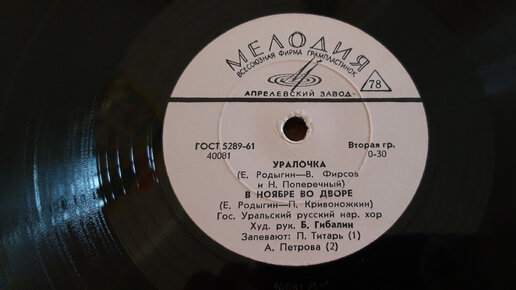 МЕЛОДИЯ
ВСЕСОЮЗНАЯ ФИРМА ГРАМПЛАСТИНОК
78
АПРЕЛЕВСКИЙ ЗАВОД
ГОСТ 5289-61
40081
Вторая гр.
0-30
УРАЛОЧКА
(Е. Родыгин—В. Фирсов
и Н. Поперечный)
В НОЯБРЕ ВО ДВОРЕ
(Е. Родыгин—П. Кривоножкин)
Гос. Уральский русский нар. хор
Худ. рук. Б. Гибалин
Запевают: П. Титарь (1)
А. Петрова (2)